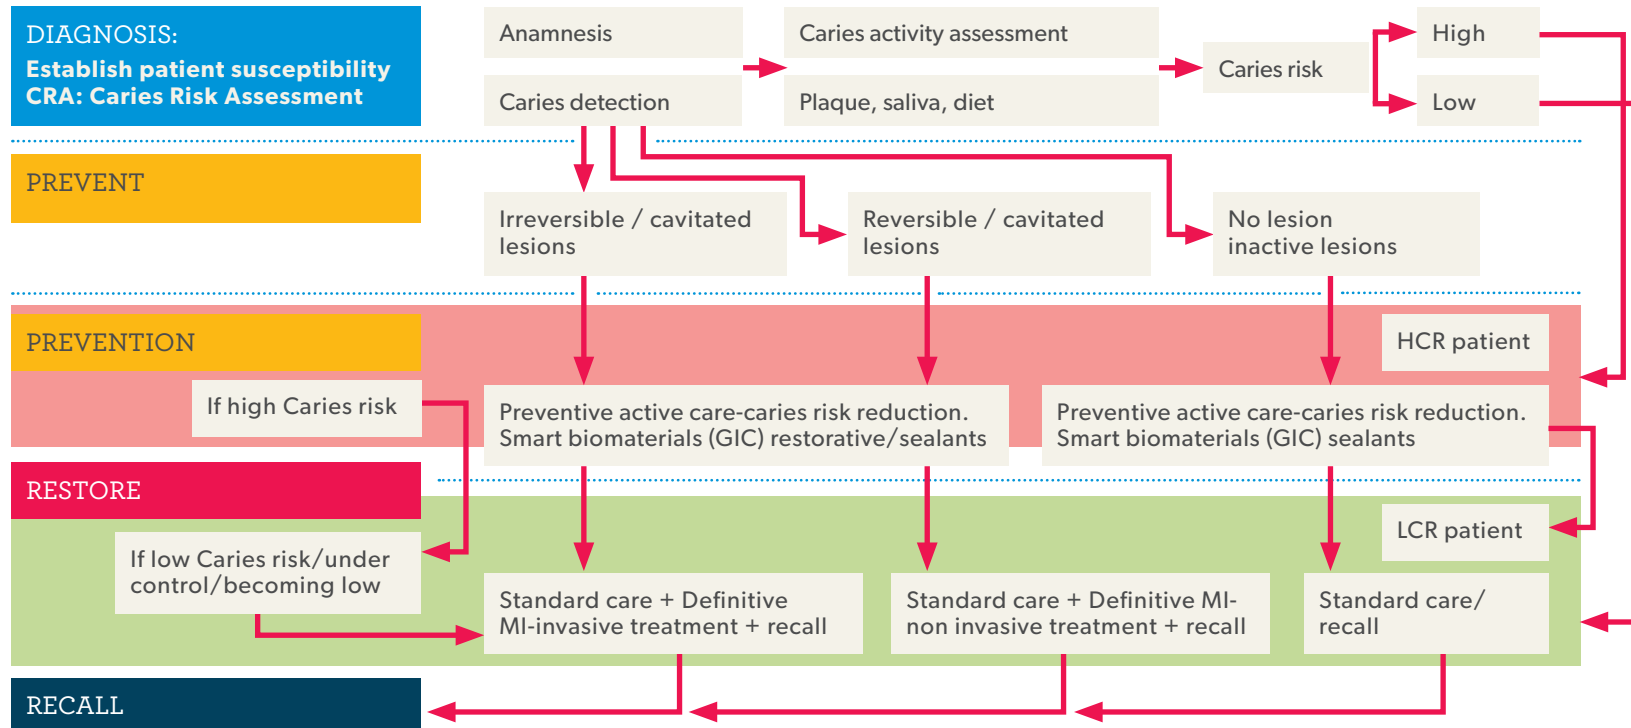 DIAGNOSIS:
Establish patient susceptibility
CRA: Caries Risk Assessment
Anamnesis
Caries detection
Caries activity assessment
Plaque, saliva, diet
Caries risk
High
Low
PREVENT
Irreversible / cavitated
lesions
Reversible / cavitated
lesions
No lesion
inactive lesions
PREVENTION
HCR patient
If high Caries risk
Preventive active care-caries risk reduction.
Smart biomaterials (GIC) restorative/sealants
Preventive active care-caries risk reduction.
Smart biomaterials (GIC) sealants
RESTORE
LCR patient
If low Caries risk/under
control/becoming low
Standard care + Definitive
MI-invasive treatment + recall
Standard care + Definitive MI-
non invasive treatment + recall
Standard care/
recall
RECALL